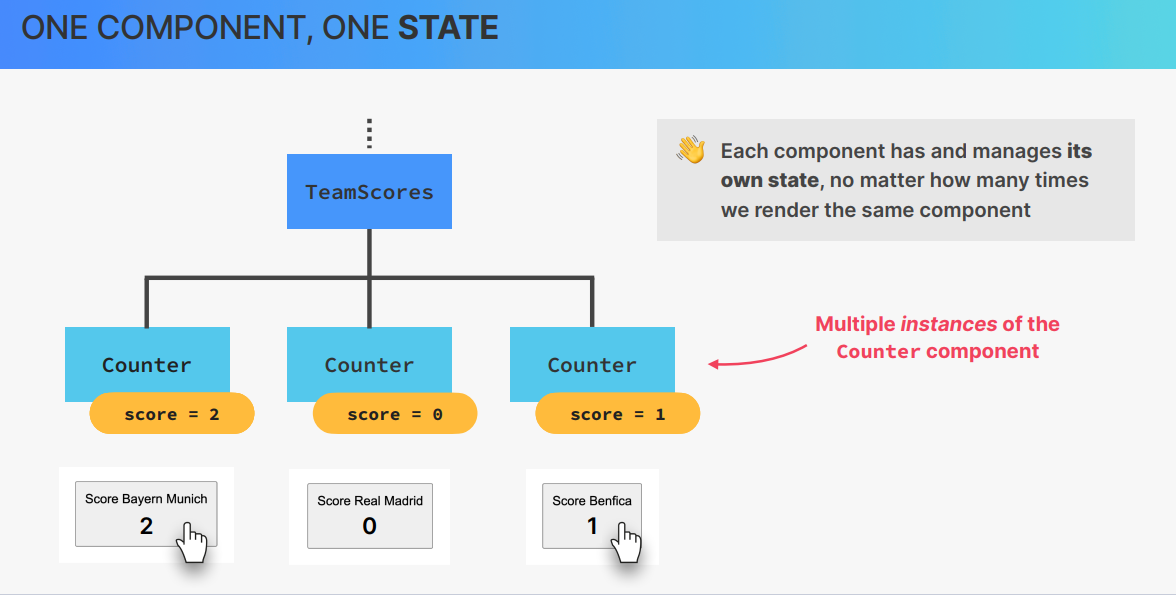 ONE COMPONENT, ONE STATE
TeamScores
👋 Each component has and manages its
own state, no matter how many times
we render the same component
Multiple instances of the
Counter component
Counter
score = 2
Counter
score = 0
Counter
score = 1
Score Bayern Munich
2
Score Real Madrid
0
Score Benfica
1